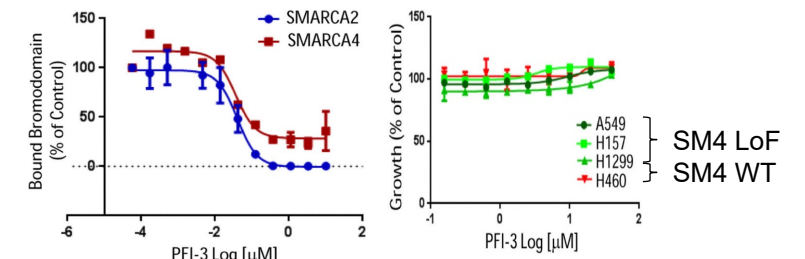 SMARCA2
SMARCA4
Bound Bromodomain
(% of Control)
150
100
50
0
-6
-4
-2
0
2
PFI-3 Log [μM]
Growth (% of Control)
150
100
50
0
-1
0
1
2
PFI-3 Log [μM]
A549
H157
H1299
H460
SM4 LoF
SM4 WT